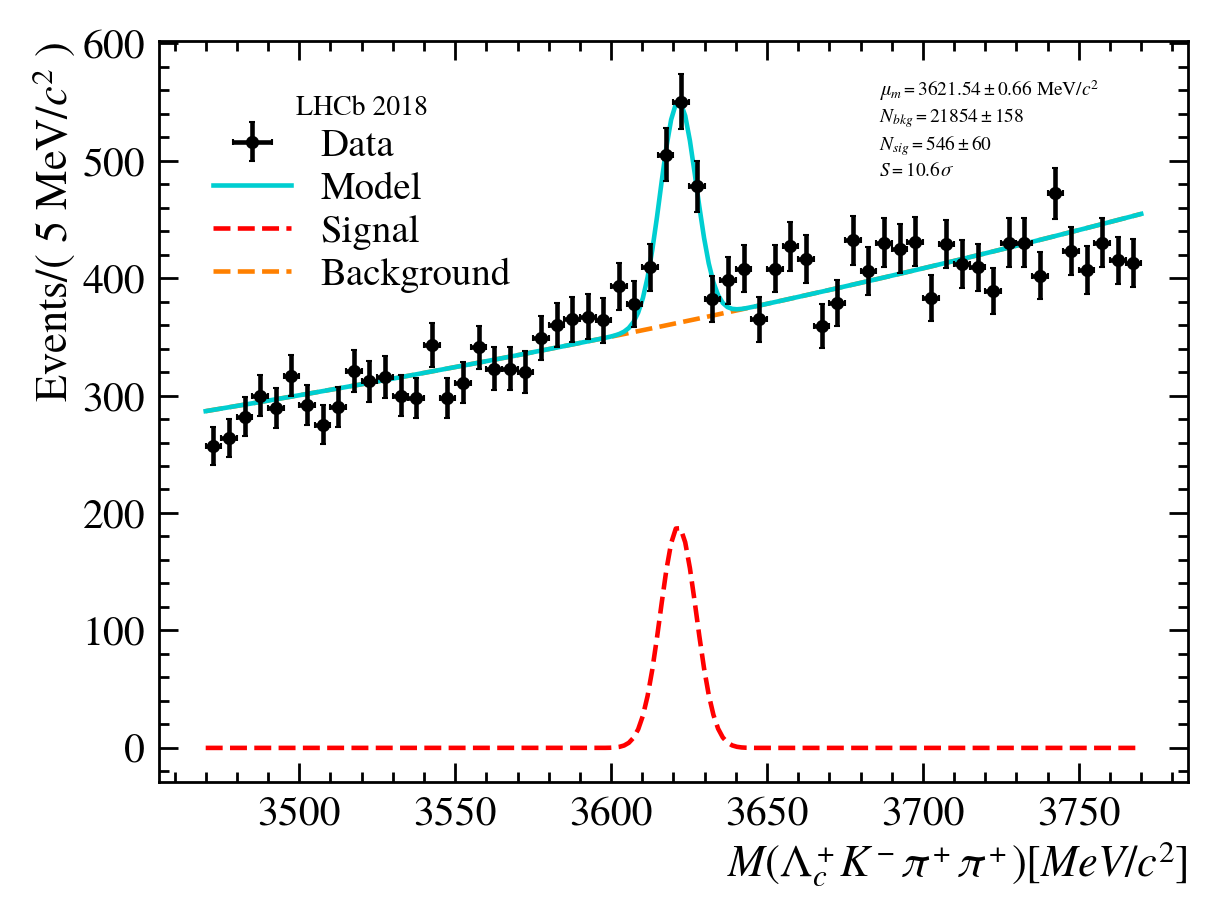 Events/( 5 MeV/c² )
600
500
400
300
200
100
0
LHCb 2018
Data
Model
Signal
Background
μₘ = 3621.54 ± 0.66 MeV/c²
N_bkg = 21854 ± 158
N_sig = 546 ± 60
S = 10.6σ
3500 3550 3600 3650 3700 3750
M(Λ_c⁺K⁻π⁺π⁺)[MeV/c²]